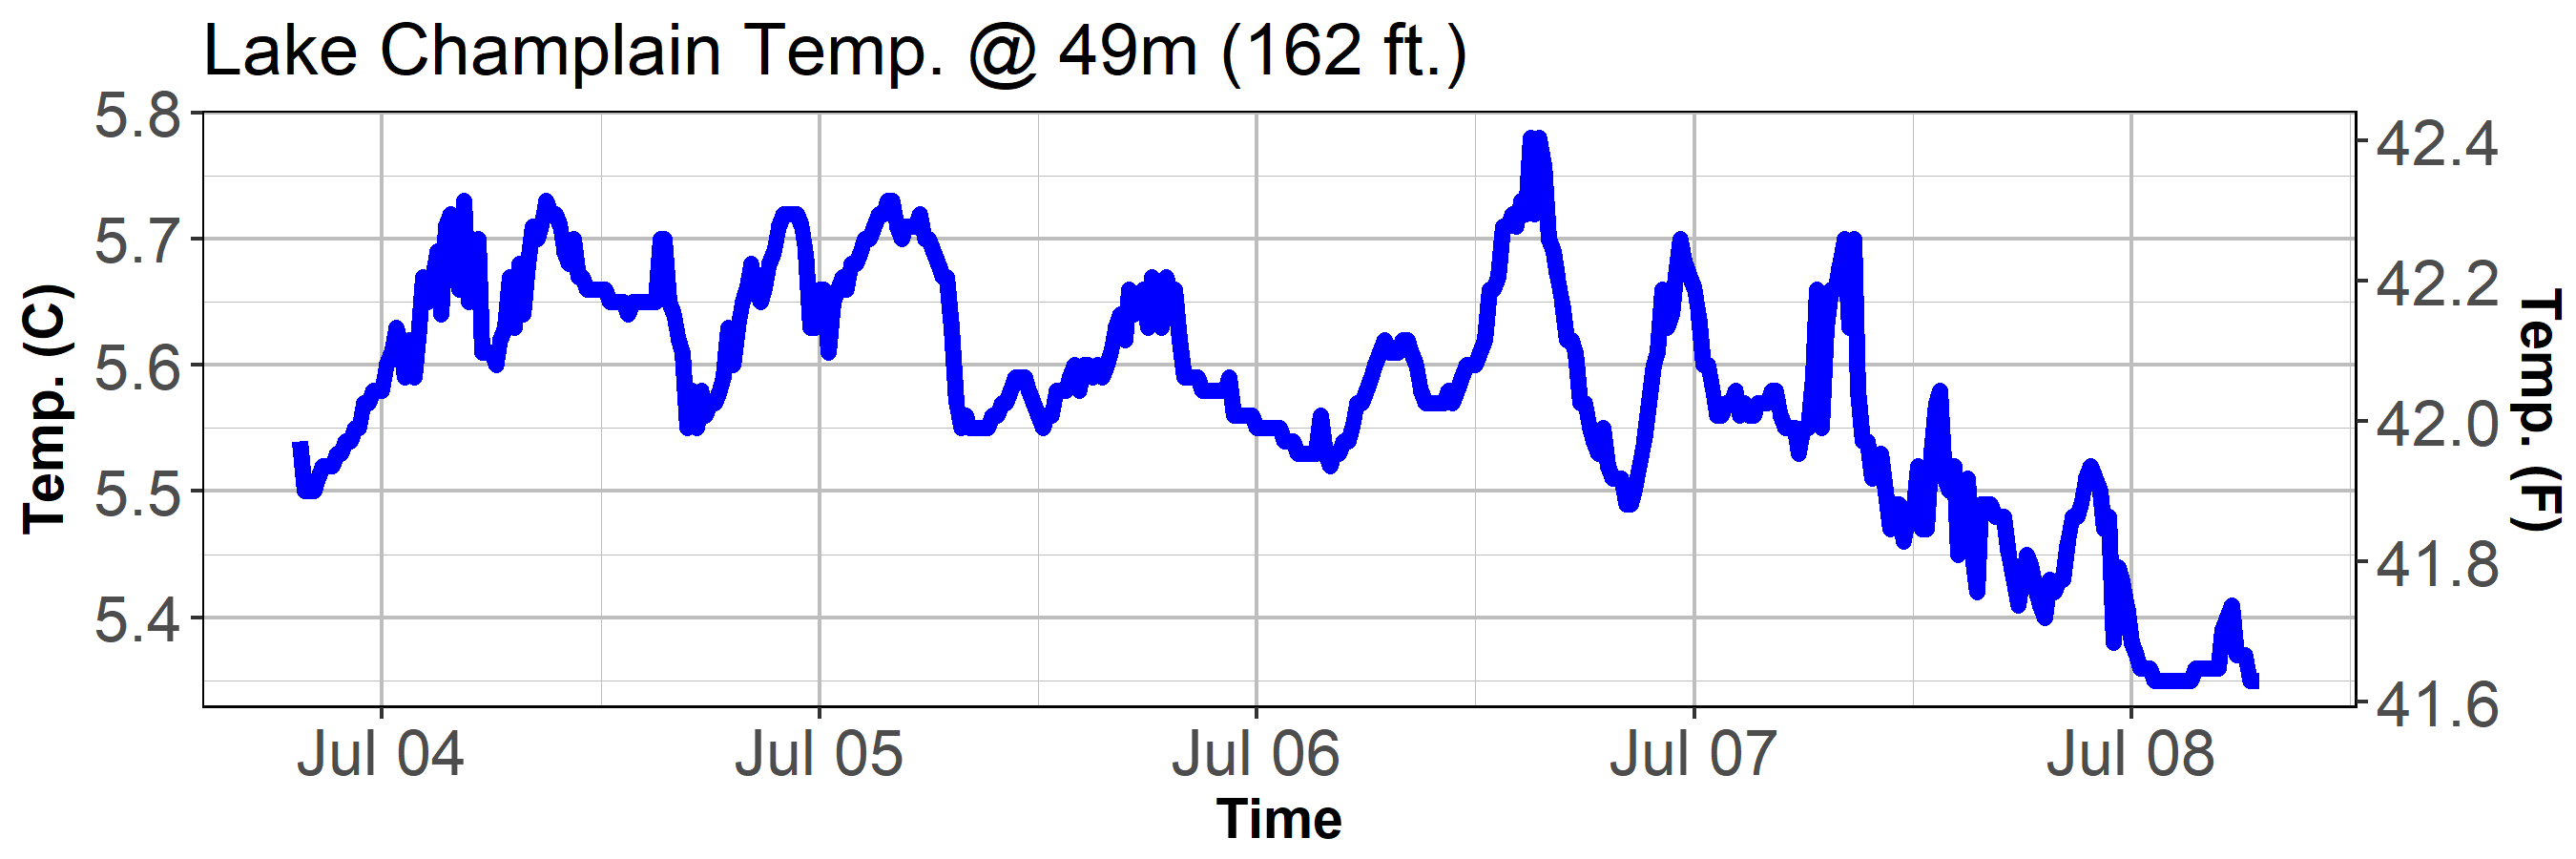 Lake Champlain Temp. @ 49m (162 ft.)
5.8
5.7
5.6
5.5
5.4
Temp. (C)
42.4
42.2
42.0
41.8
41.6
Temp. (F)
Jul 04 Jul 05 Jul 06 Jul 07 Jul 08
Time